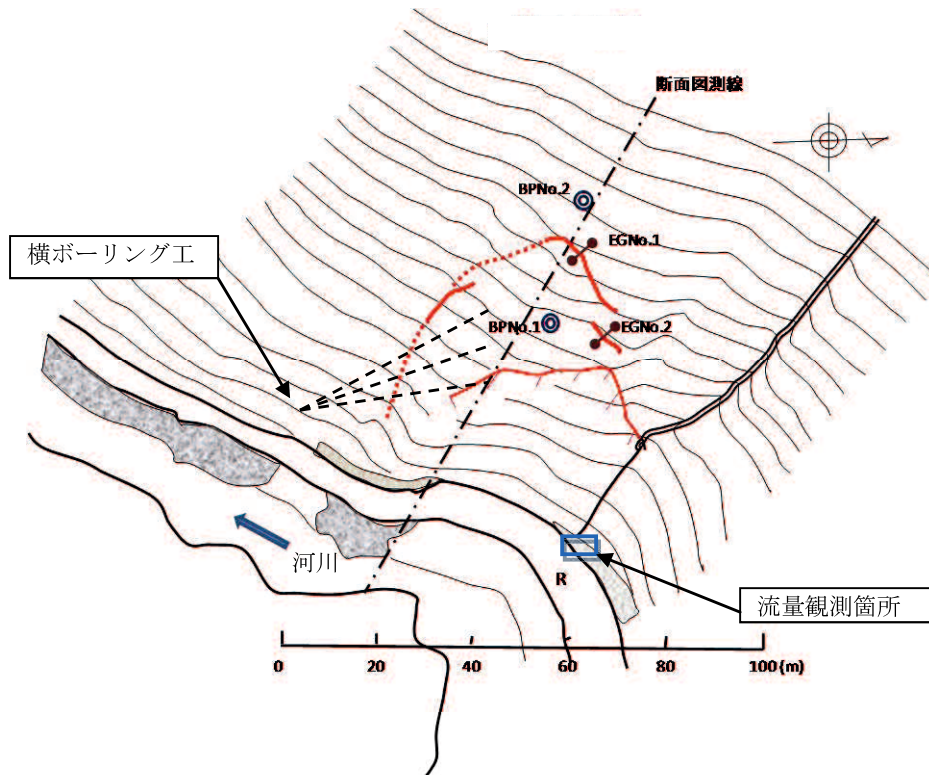 断面図測線
BPNo.2
EGNo.1
横ボーリング工
BPNo.1
EGNo.2
河川
R
流量観測箇所
0 20 40 60 80 100(m)